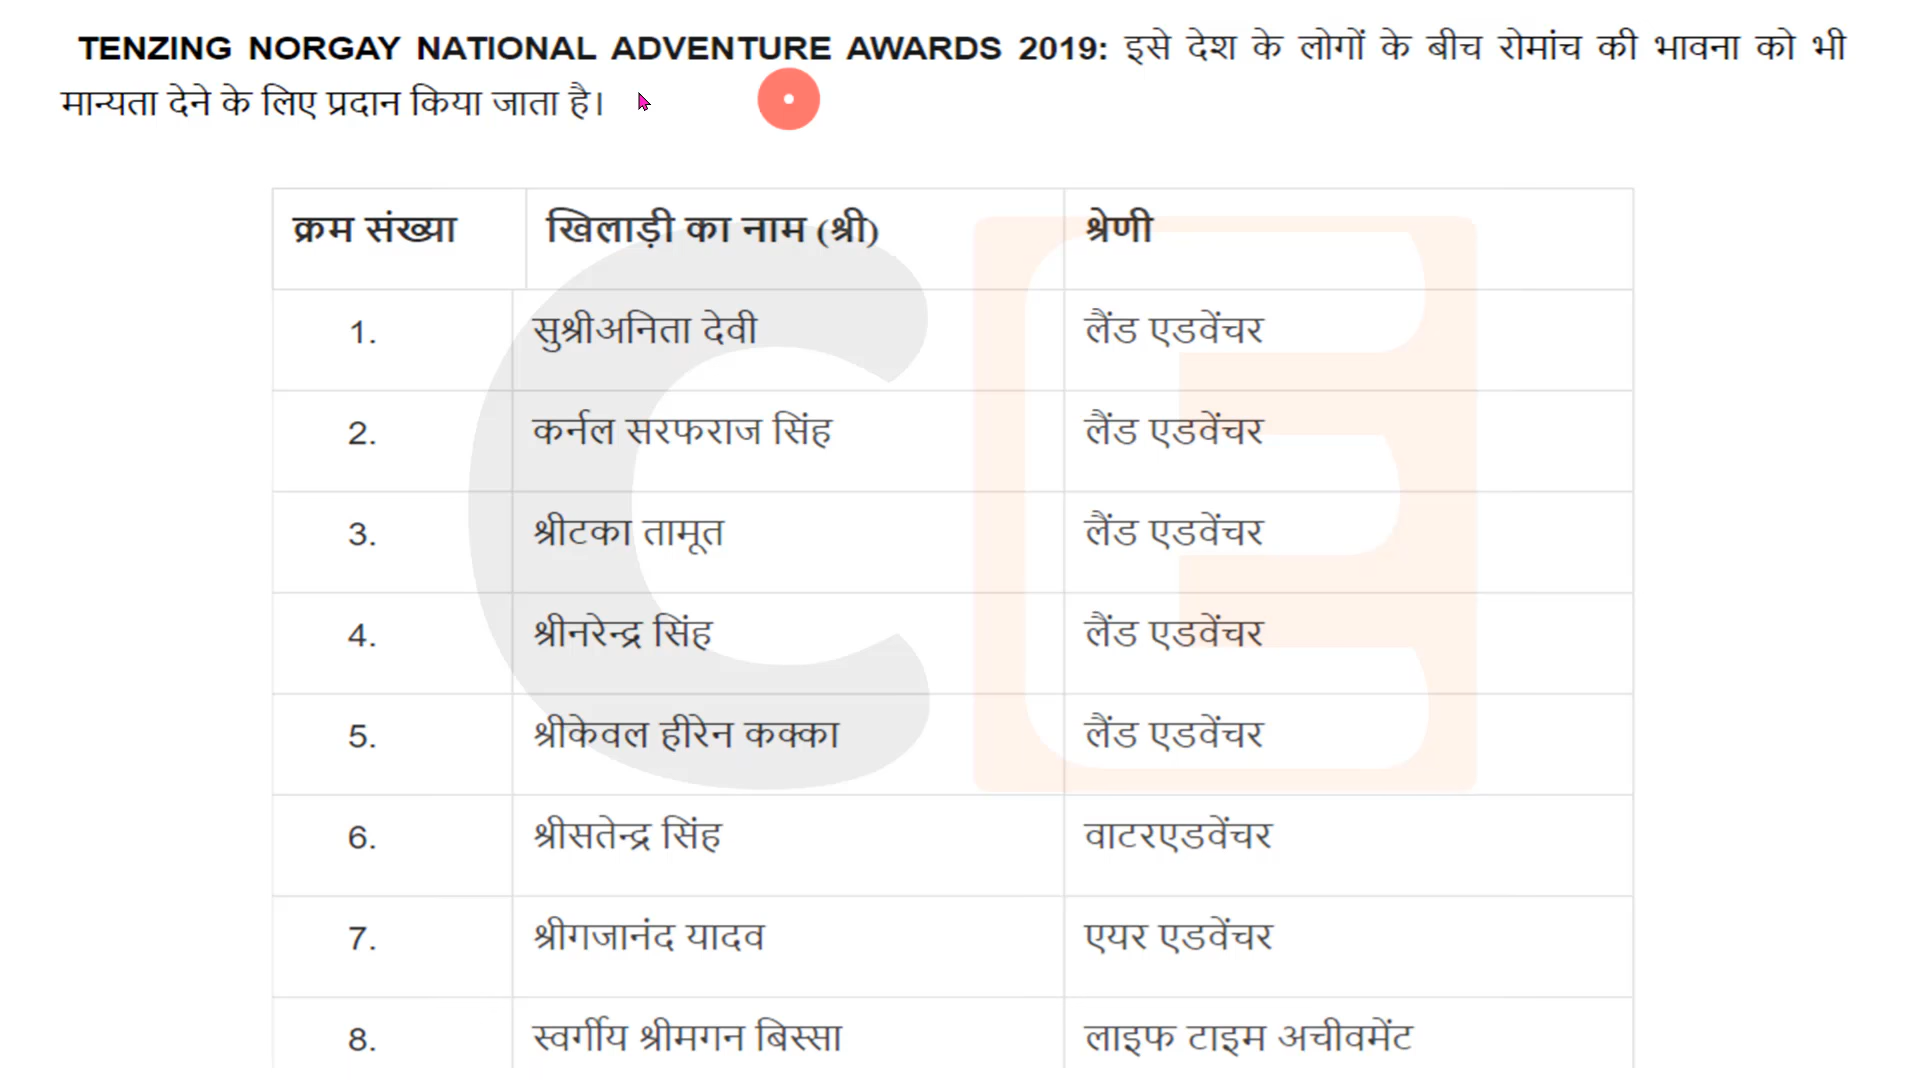 TENZING NORGAY NATIONAL ADVENTURE AWARDS 2019: इसे देश के लोगों के बीच रोमांच की भावना को भी
मान्यता देने के लिए प्रदान किया जाता है।
क्रम संख्या खिलाड़ी का नाम (श्री) श्रेणी
1. सुश्रीअनिता देवी लैंड एडवेंचर
2. कर्नल सरफराज सिंह लैंड एडवेंचर
3. श्रीटका तामूत लैंड एडवेंचर
4. श्रीनरेन्द्र सिंह लैंड एडवेंचर
5. श्रीकेवल हीरेन कक्का लैंड एडवेंचर
6. श्रीसतेन्द्र सिंह वाटरएडवेंचर
7. श्रीगजानंद यादव एयर एडवेंचर
8. स्वर्गीय श्रीमगन बिस्सा लाइफ टाइम अचीवमेंट
CE